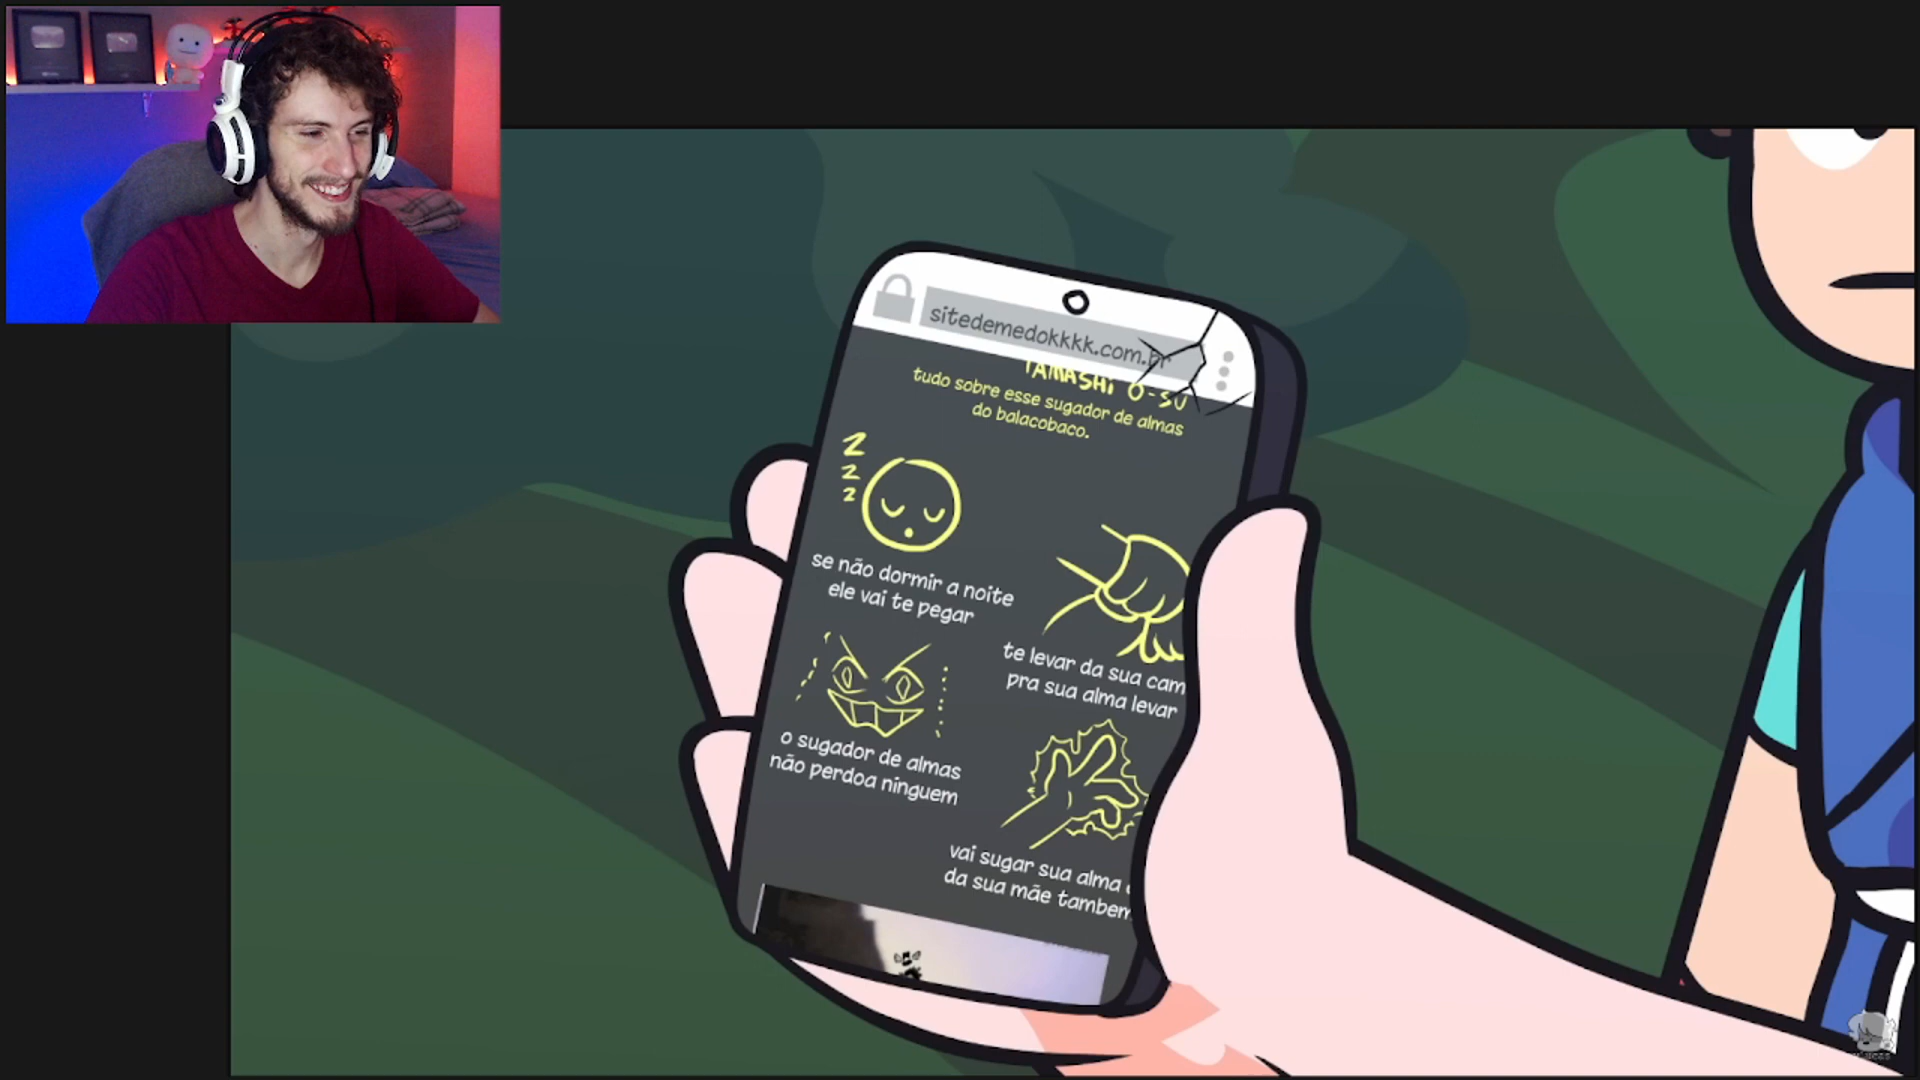 sitedemedokkkk.com.br
TAMASHI O-SU
tudo sobre esse sugador de almas
do balacobaco.
z
z
z
se não dormir a noite
ele vai te pegar
te levar da sua cam
pra sua alma levar
o sugador de almas
não perdoa ninguem
vai sugar sua alma
da sua mãe tambem